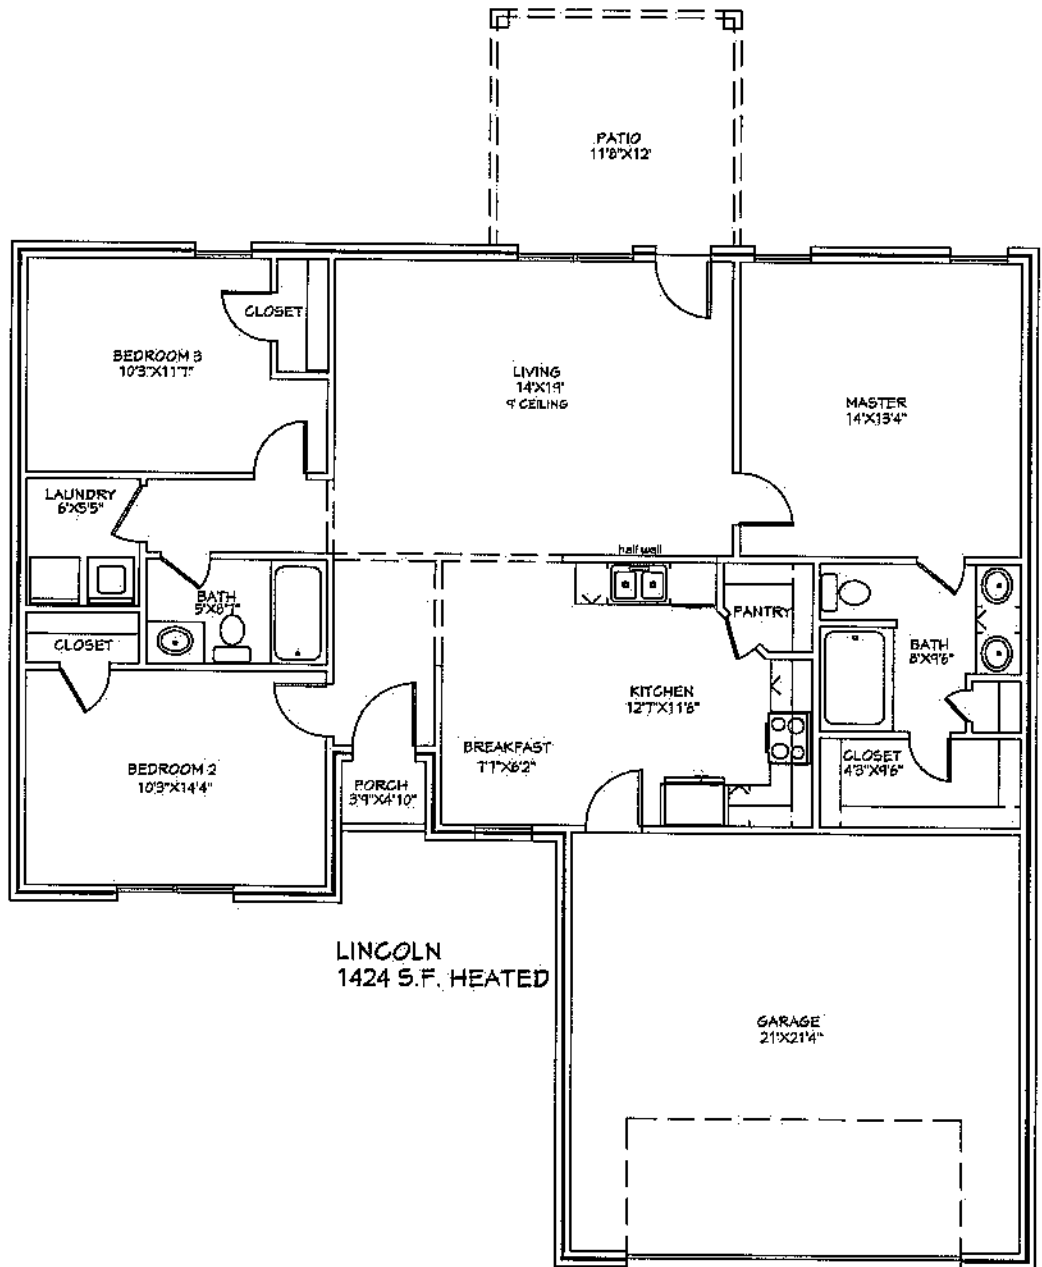 PATIO
11'8"X12'
CLOSET
BEDROOM 3
10'3"X11'7"
LIVING
14'X19'
9' CEILING
MASTER
14'X13'4"
LAUNDRY
6'X5'5"
half wall
BATH
5'X8'7"
PANTRY
CLOSET
BATH
8'X9'6"
KITCHEN
12'7"X11'6"
BREAKFAST
7'7"X6'2"
CLOSET
4'3"X9'6"
BEDROOM 2
10'3"X14'4"
PORCH
3'9"X4'10"
LINCOLN
1424 S.F. HEATED
GARAGE
21'X21'4"